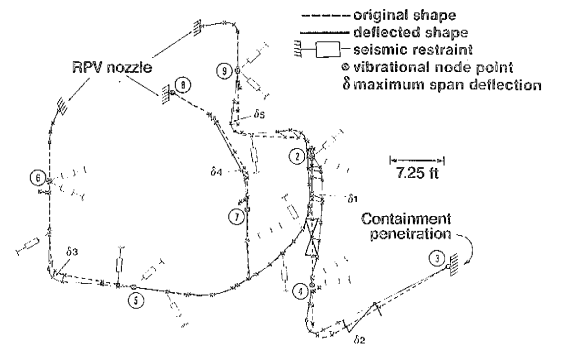 original shape
deflected shape
seismic restraint
vibrational node point
δ maximum span deflection
RPV nozzle
8
9
δ5
2
7.25 ft
6
δ4
δ1
7
Containment
penetration
3
δ3
5
4
δ2